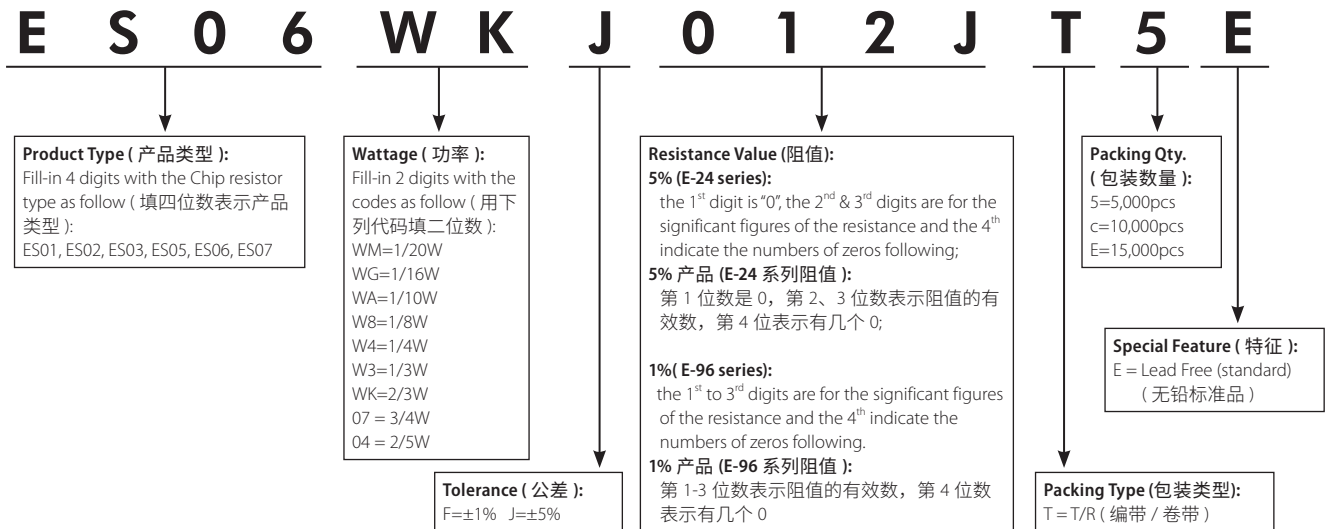 E S 0 6 W K J 0 1 2 J T 5 E
Product Type ( 产品类型 ):
Fill-in 4 digits with the Chip resistor
type as follow ( 填四位数表示产品
类型 ):
ES01, ES02, ES03, ES05, ES06, ES07
Wattage ( 功率 ):
Fill-in 2 digits with the
codes as follow ( 用下
列代码填二位数 ):
WM=1/20W
WG=1/16W
WA=1/10W
W8=1/8W
W4=1/4W
W3=1/3W
WK=2/3W
07 = 3/4W
04 = 2/5W
Tolerance ( 公差 ):
F=±1% J=±5%
Resistance Value (阻值):
5% (E-24 series):
the 1st digit is "0", the 2nd & 3rd digits are for the
significant figures of the resistance and the 4th
indicate the numbers of zeros following;
5% 产品 (E-24 系列阻值 ):
第 1 位数是 0，第 2、3 位数表示阻值的有
效数，第 4 位表示有几个 0;
1%( E-96 series):
the 1st to 3rd digits are for the significant figures
of the resistance and the 4th indicate the
numbers of zeros following.
1% 产品 (E-96 系列阻值 ):
第 1-3 位数表示阻值的有效数，第 4 位数
表示有几个 0
Packing Qty.
( 包装数量 ):
5=5,000pcs
c=10,000pcs
E=15,000pcs
Special Feature ( 特征 ):
E = Lead Free (standard)
( 无铅标准品 )
Packing Type (包装类型):
T = T/R ( 编带 / 卷带 )